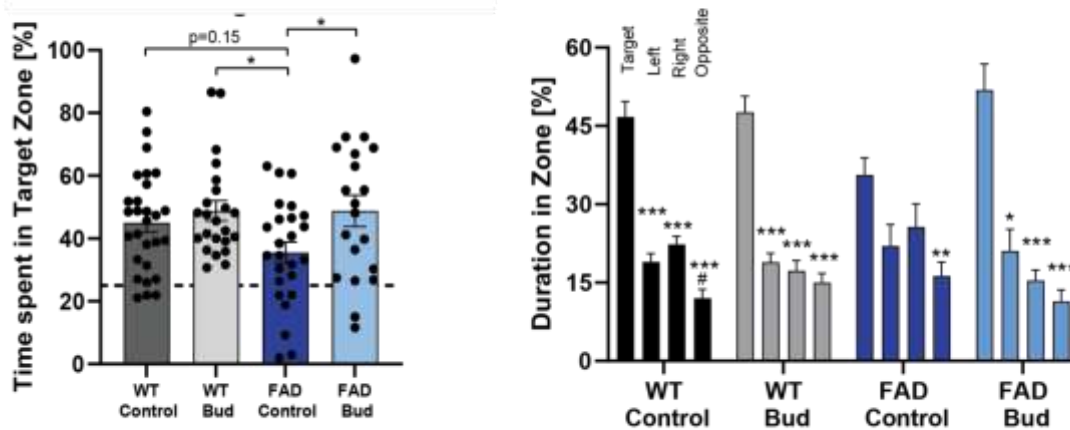 Time spent in Target Zone [%]
100
80
60
40
20
0
p=0.15
*
*
WT
Control
WT
Bud
FAD
Control
FAD
Bud
Duration in Zone [%]
60
45
30
15
0
Target
Left
Right
Opposite
***
***
***
#
***
***
***
**
*
***
***
WT
Control
WT
Bud
FAD
Control
FAD
Bud